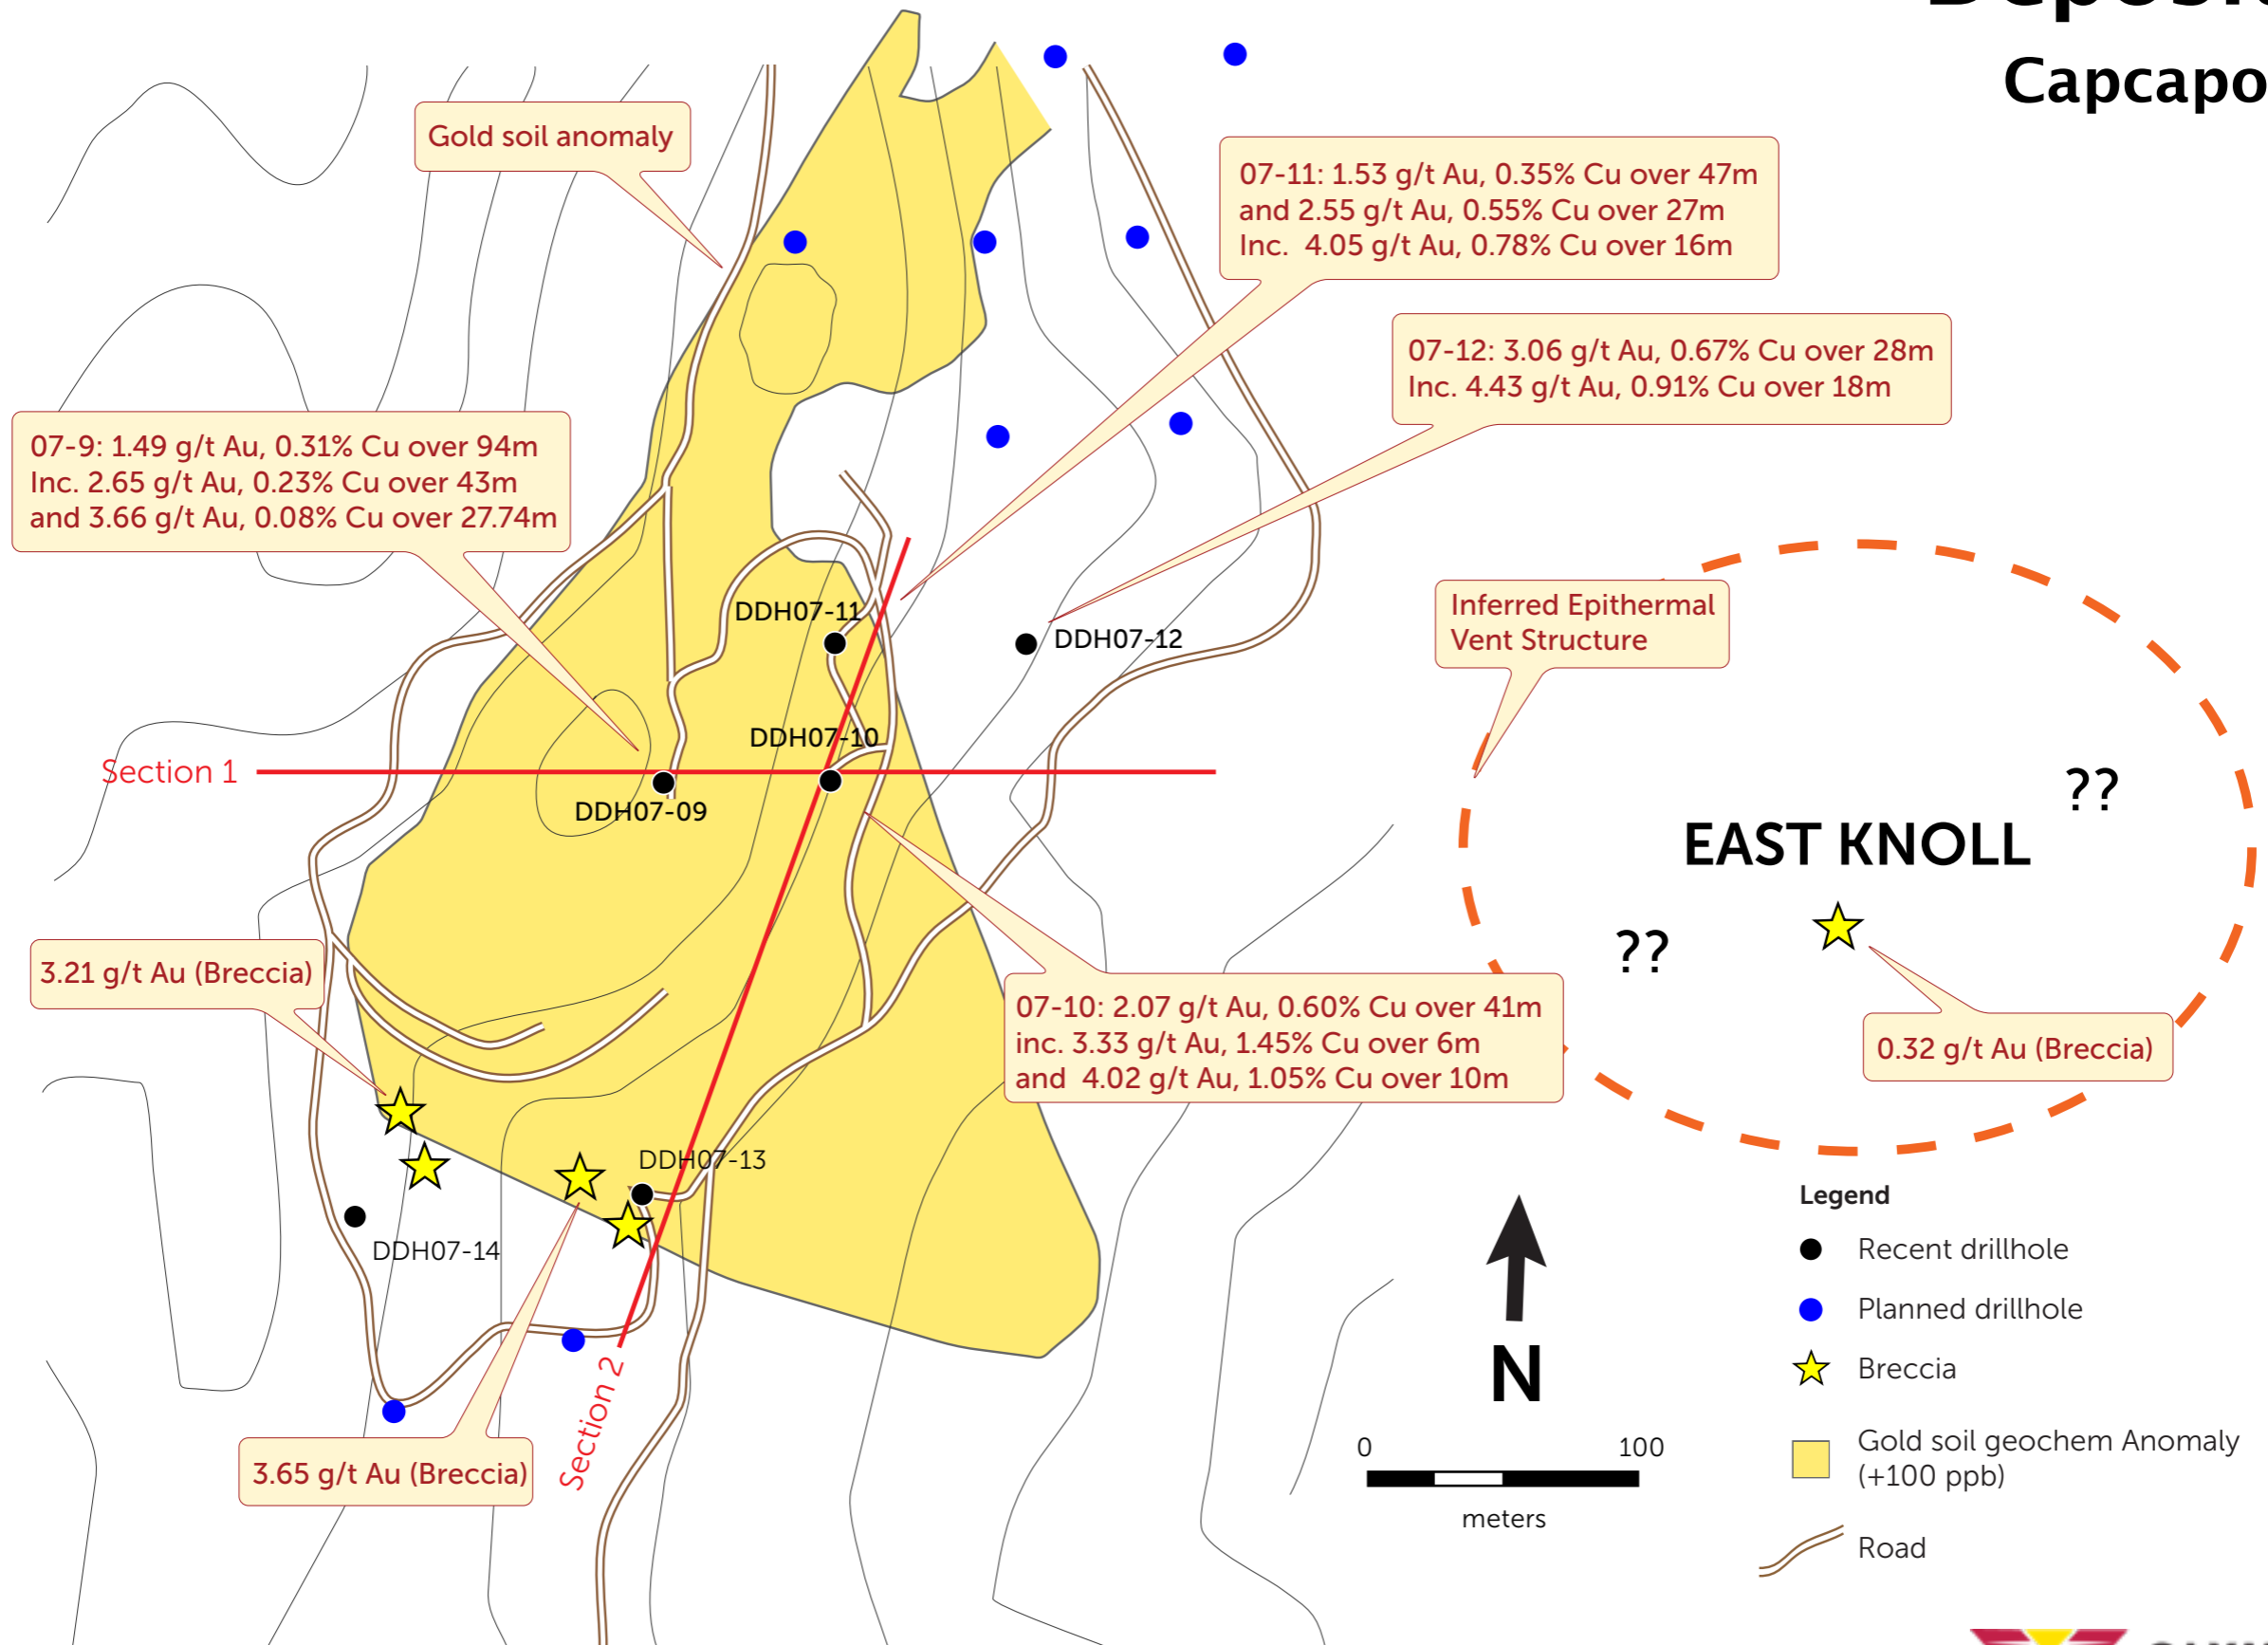 Capcapo
Gold soil anomaly
07-11: 1.53 g/t Au, 0.35% Cu over 47m
and 2.55 g/t Au, 0.55% Cu over 27m
Inc. 4.05 g/t Au, 0.78% Cu over 16m
07-12: 3.06 g/t Au, 0.67% Cu over 28m
Inc. 4.43 g/t Au, 0.91% Cu over 18m
07-9: 1.49 g/t Au, 0.31% Cu over 94m
Inc. 2.65 g/t Au, 0.23% Cu over 43m
and 3.66 g/t Au, 0.08% Cu over 27.74m
Inferred Epithermal
Vent Structure
DDH07-11
DDH07-12
DDH07-10
Section 1
DDH07-09
??
EAST KNOLL
??
3.21 g/t Au (Breccia)
07-10: 2.07 g/t Au, 0.60% Cu over 41m
inc. 3.33 g/t Au, 1.45% Cu over 6m
and 4.02 g/t Au, 1.05% Cu over 10m
0.32 g/t Au (Breccia)
DDH07-13
DDH07-14
Section 2
3.65 g/t Au (Breccia)
N
0 100
meters
Legend
Recent drillhole
Planned drillhole
Breccia
Gold soil geochem Anomaly
(+100 ppb)
Road